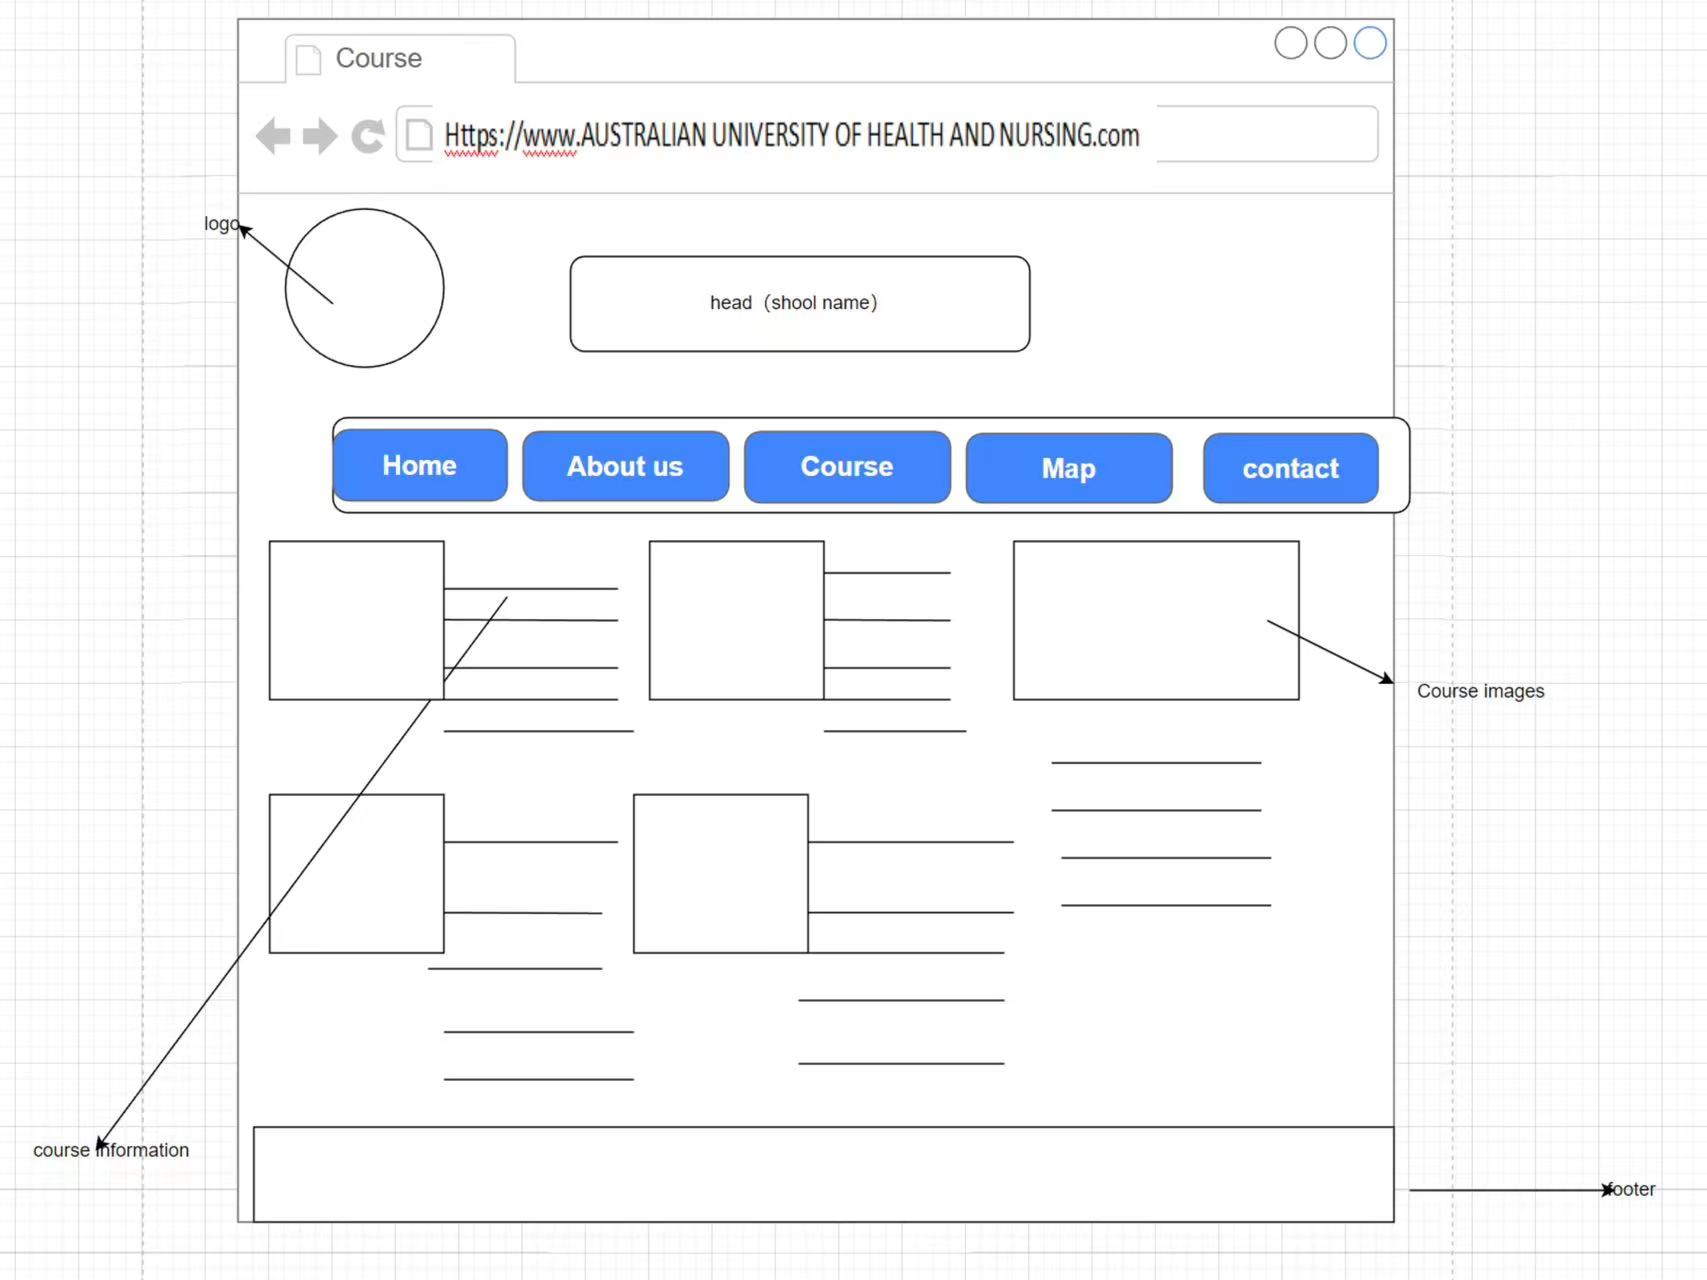 Course
Https://www.AUSTRALIAN UNIVERSITY OF HEALTH AND NURSING.com
logo
head（shool name）
Home
About us
Course
Map
contact
Course images
course information
footer